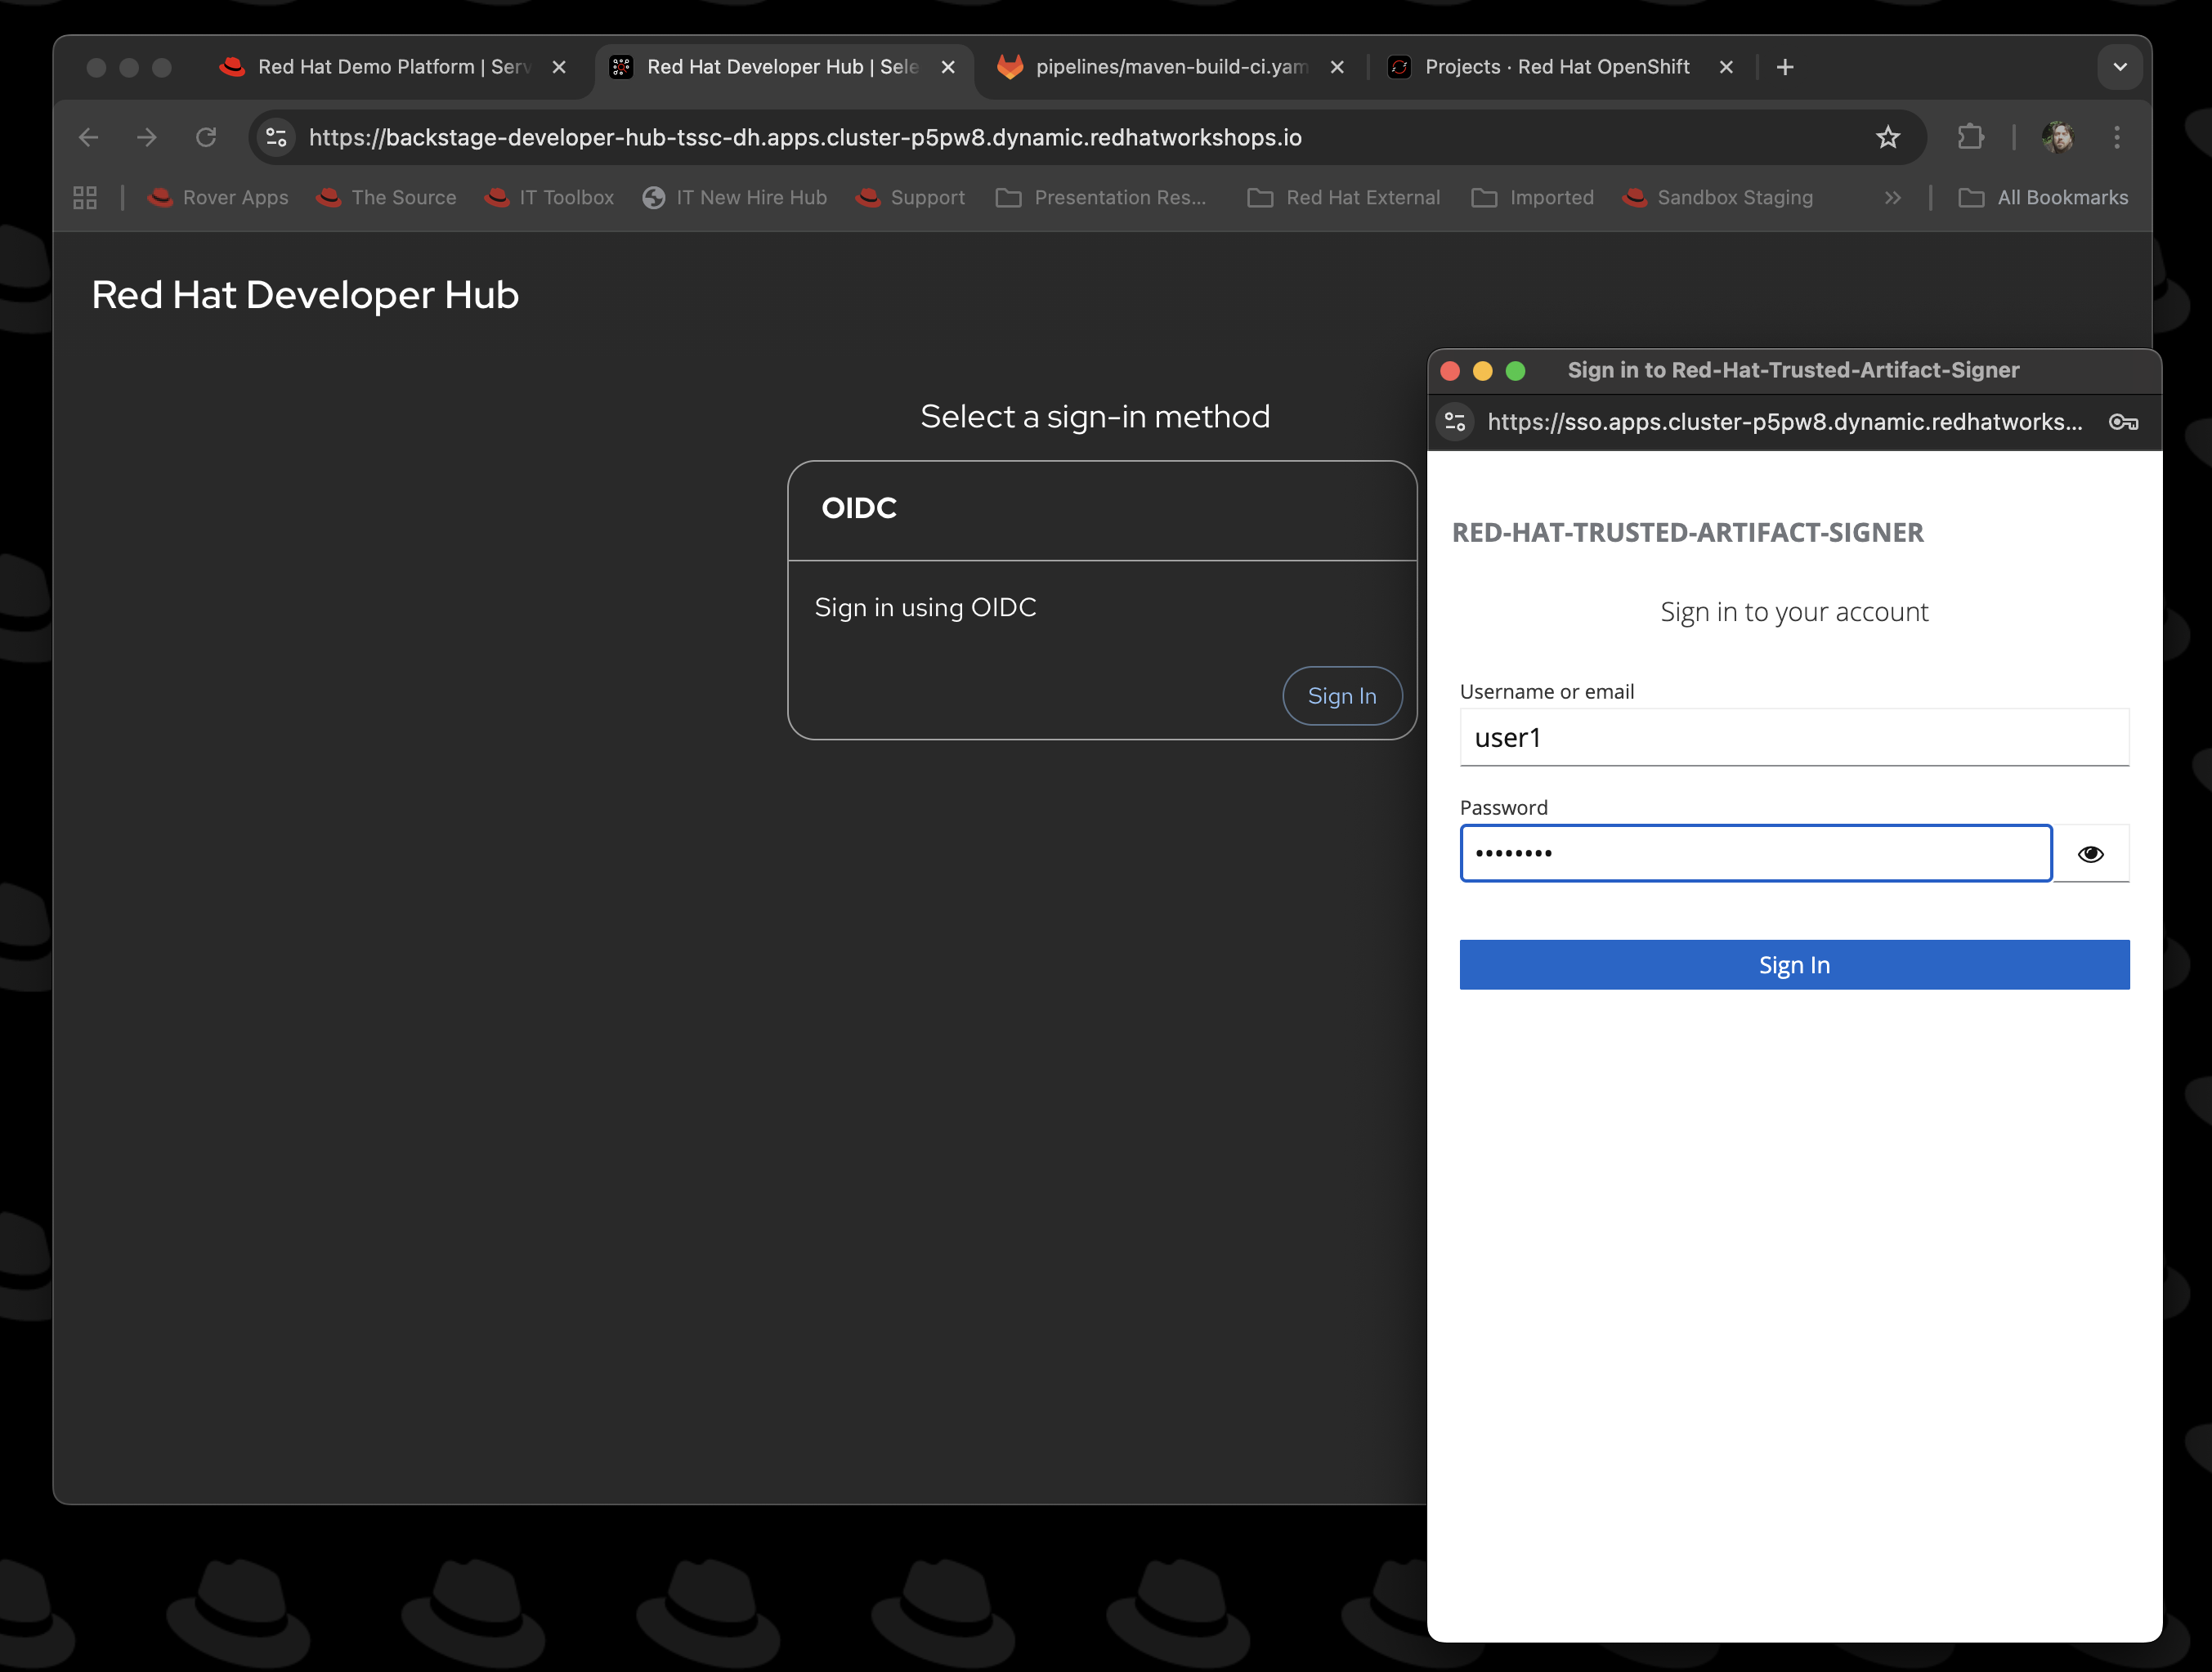 Red Hat Demo Platform | Serv
Red Hat Developer Hub | Sele
pipelines/maven-build-ci.yam
Projects · Red Hat OpenShift
https://backstage-developer-hub-tssc-dh.apps.cluster-p5pw8.dynamic.redhatworkshops.io
Rover Apps
The Source
IT Toolbox
IT New Hire Hub
Support
Presentation Res...
Red Hat External
Imported
Sandbox Staging
All Bookmarks
Red Hat Developer Hub
Select a sign-in method
OIDC
Sign in using OIDC
Sign In
Sign in to Red-Hat-Trusted-Artifact-Signer
https://sso.apps.cluster-p5pw8.dynamic.redhatworks...
RED-HAT-TRUSTED-ARTIFACT-SIGNER
Sign in to your account
Username or email
user1
Password
••••••••
Sign In